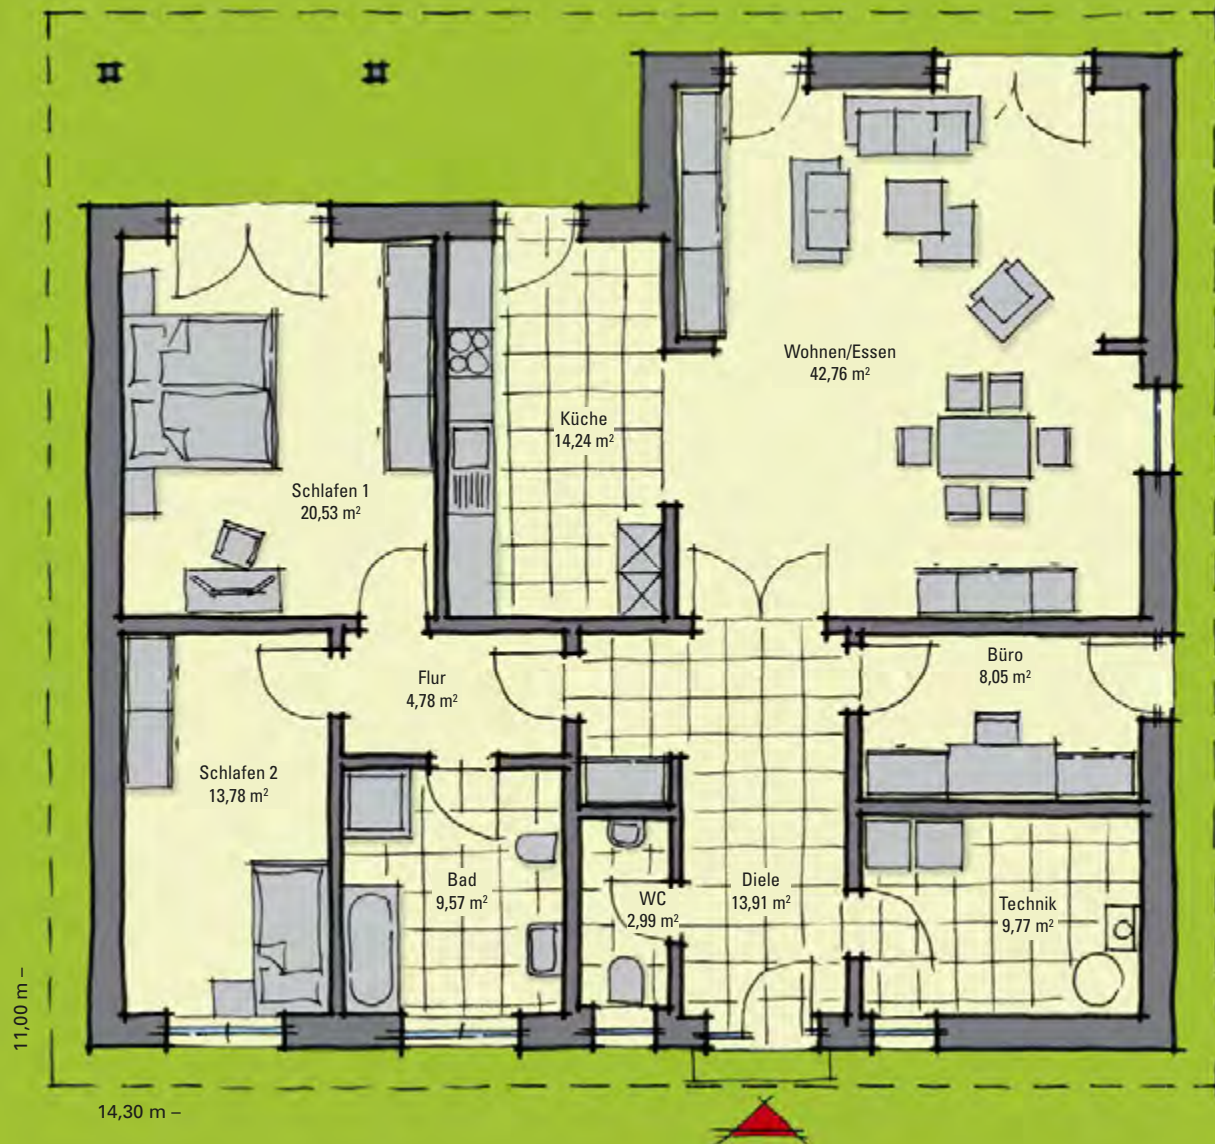 Wohnen/Essen
42,76 m²
Küche
14,24 m²
Schlafen 1
20,53 m²
Büro
8,05 m²
Flur
4,78 m²
Schlafen 2
13,78 m²
Bad
9,57 m²
WC
2,99 m²
Diele
13,91 m²
Technik
9,77 m²
11,00 m –
14,30 m –